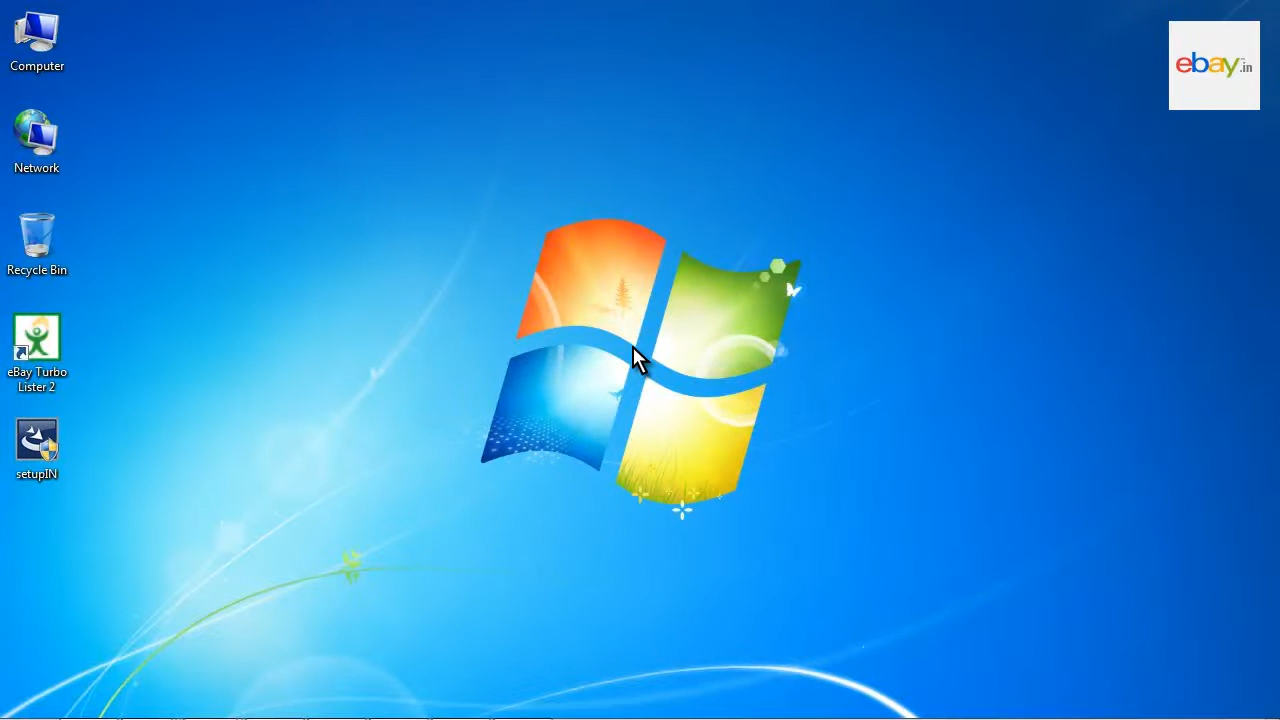 Computer
Network
Recycle Bin
eBay Turbo
Lister 2
setupIN
ebay.in